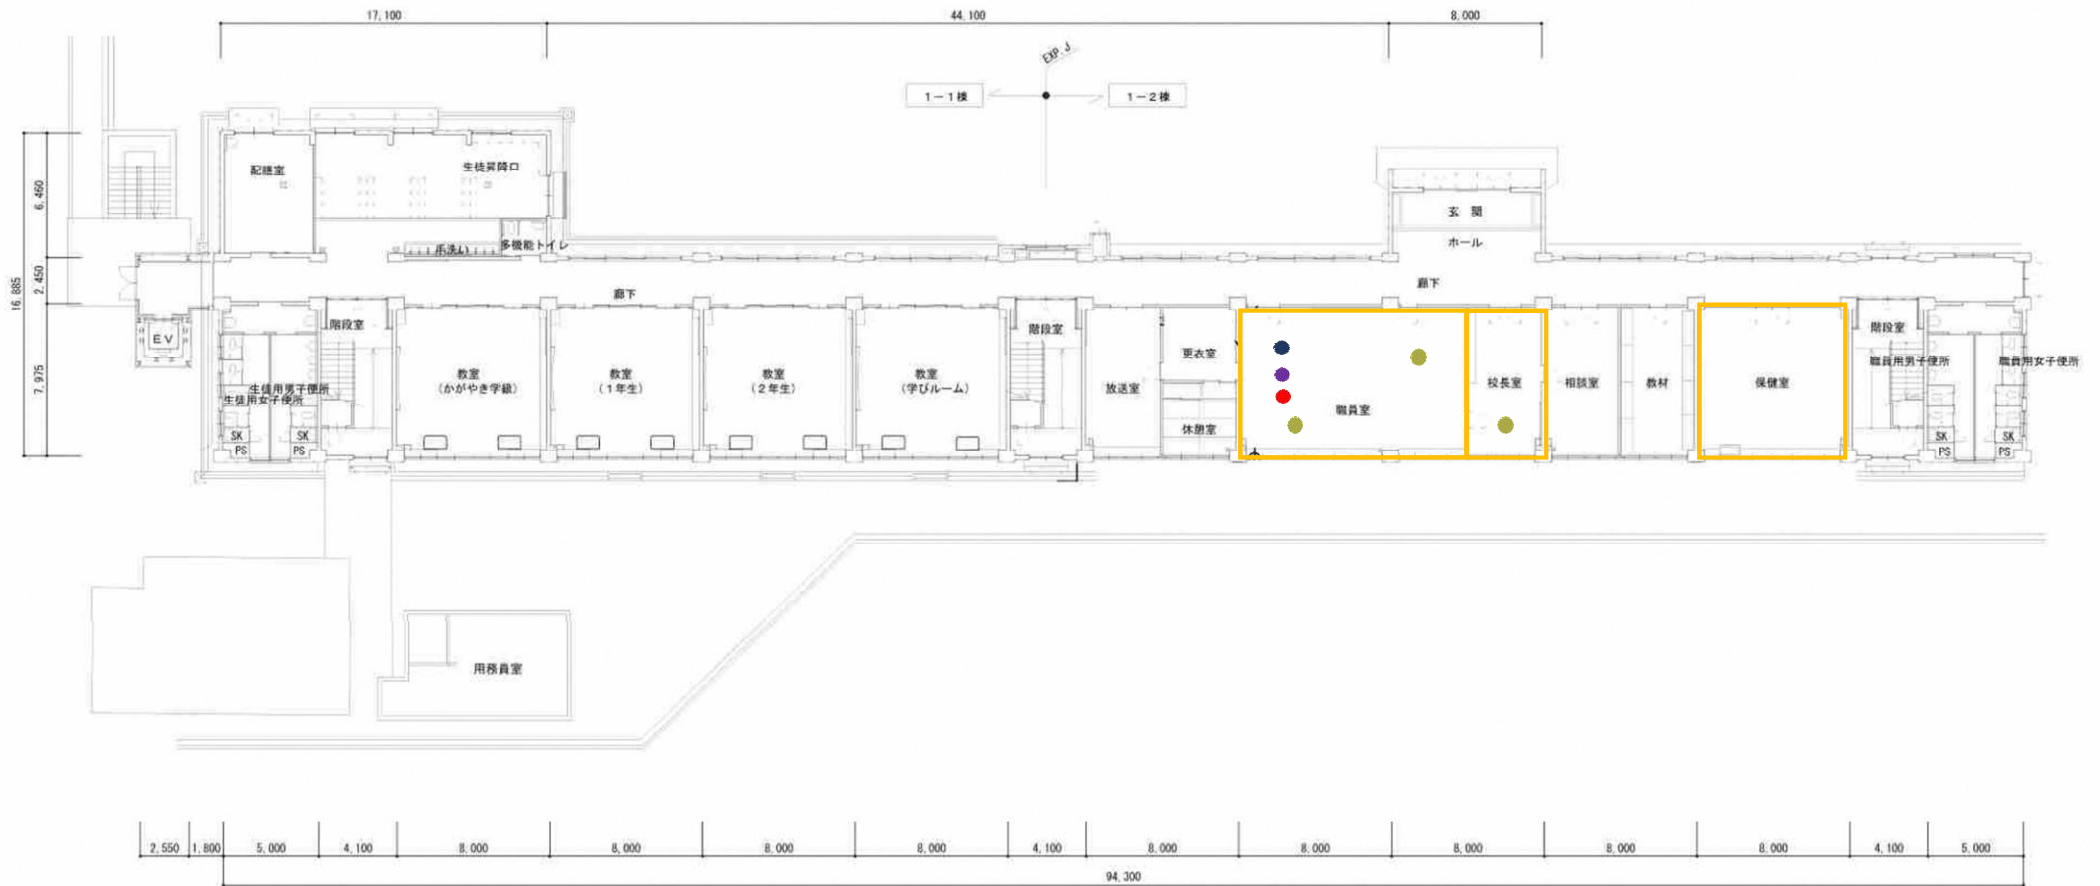 17,100
44,100
8,000
EXP.J
1-1棟
1-2棟
6,460
2,450
7,975
16,885
配膳室
生徒昇降口
手洗い
多機能トイレ
玄 関
ホール
廊下
廊下
EV
階段室
生徒用男子便所
生徒用女子便所
SK
SK
PS
PS
教室
(かがやき学級)
教室
(1年生)
教室
(2年生)
教室
(学びルーム)
階段室
放送室
更衣室
休憩室
職員室
校長室
相談室
教材
保健室
階段室
職員用男子便所
職員用女子便所
SK
SK
PS
PS
用務員室
2,550
1,800
5,000
4,100
8,000
8,000
8,000
8,000
4,100
8,000
8,000
8,000
8,000
8,000
4,100
5,000
94,300